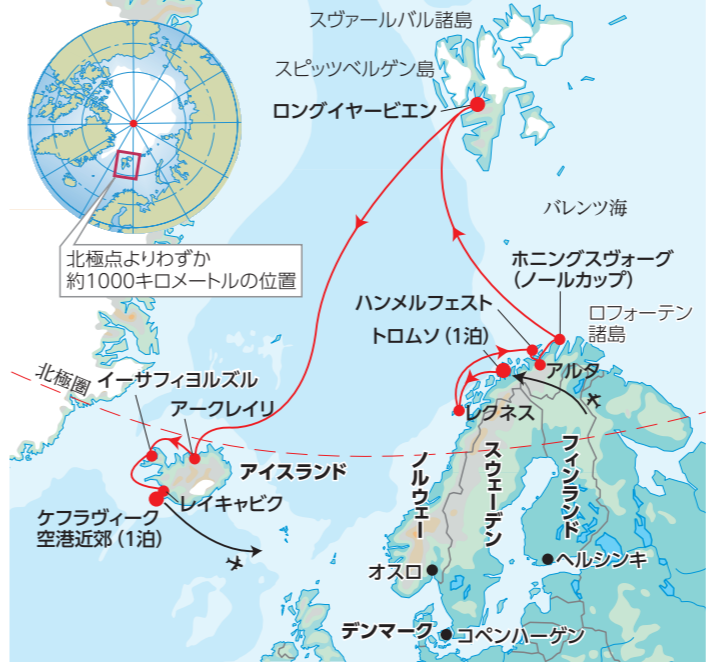 スヴァールバル諸島
スピッツベルゲン島
ロングイヤービエン
バレンツ海
北極点よりわずか
約1000キロメートルの位置
ホニングスヴォーグ
(ノールカップ)
ハンメルフェスト
ロフォーテン
諸島
トロムソ(1泊)
アルタ
北極圏
イーサフィヨルズル
アークレイリ
レクネス
アイスランド
ノルウェー
スウェーデン
フィンランド
レイキャビク
ケフラヴィーク
空港近郊(1泊)
オスロ
ヘルシンキ
デンマーク
コペンハーゲン